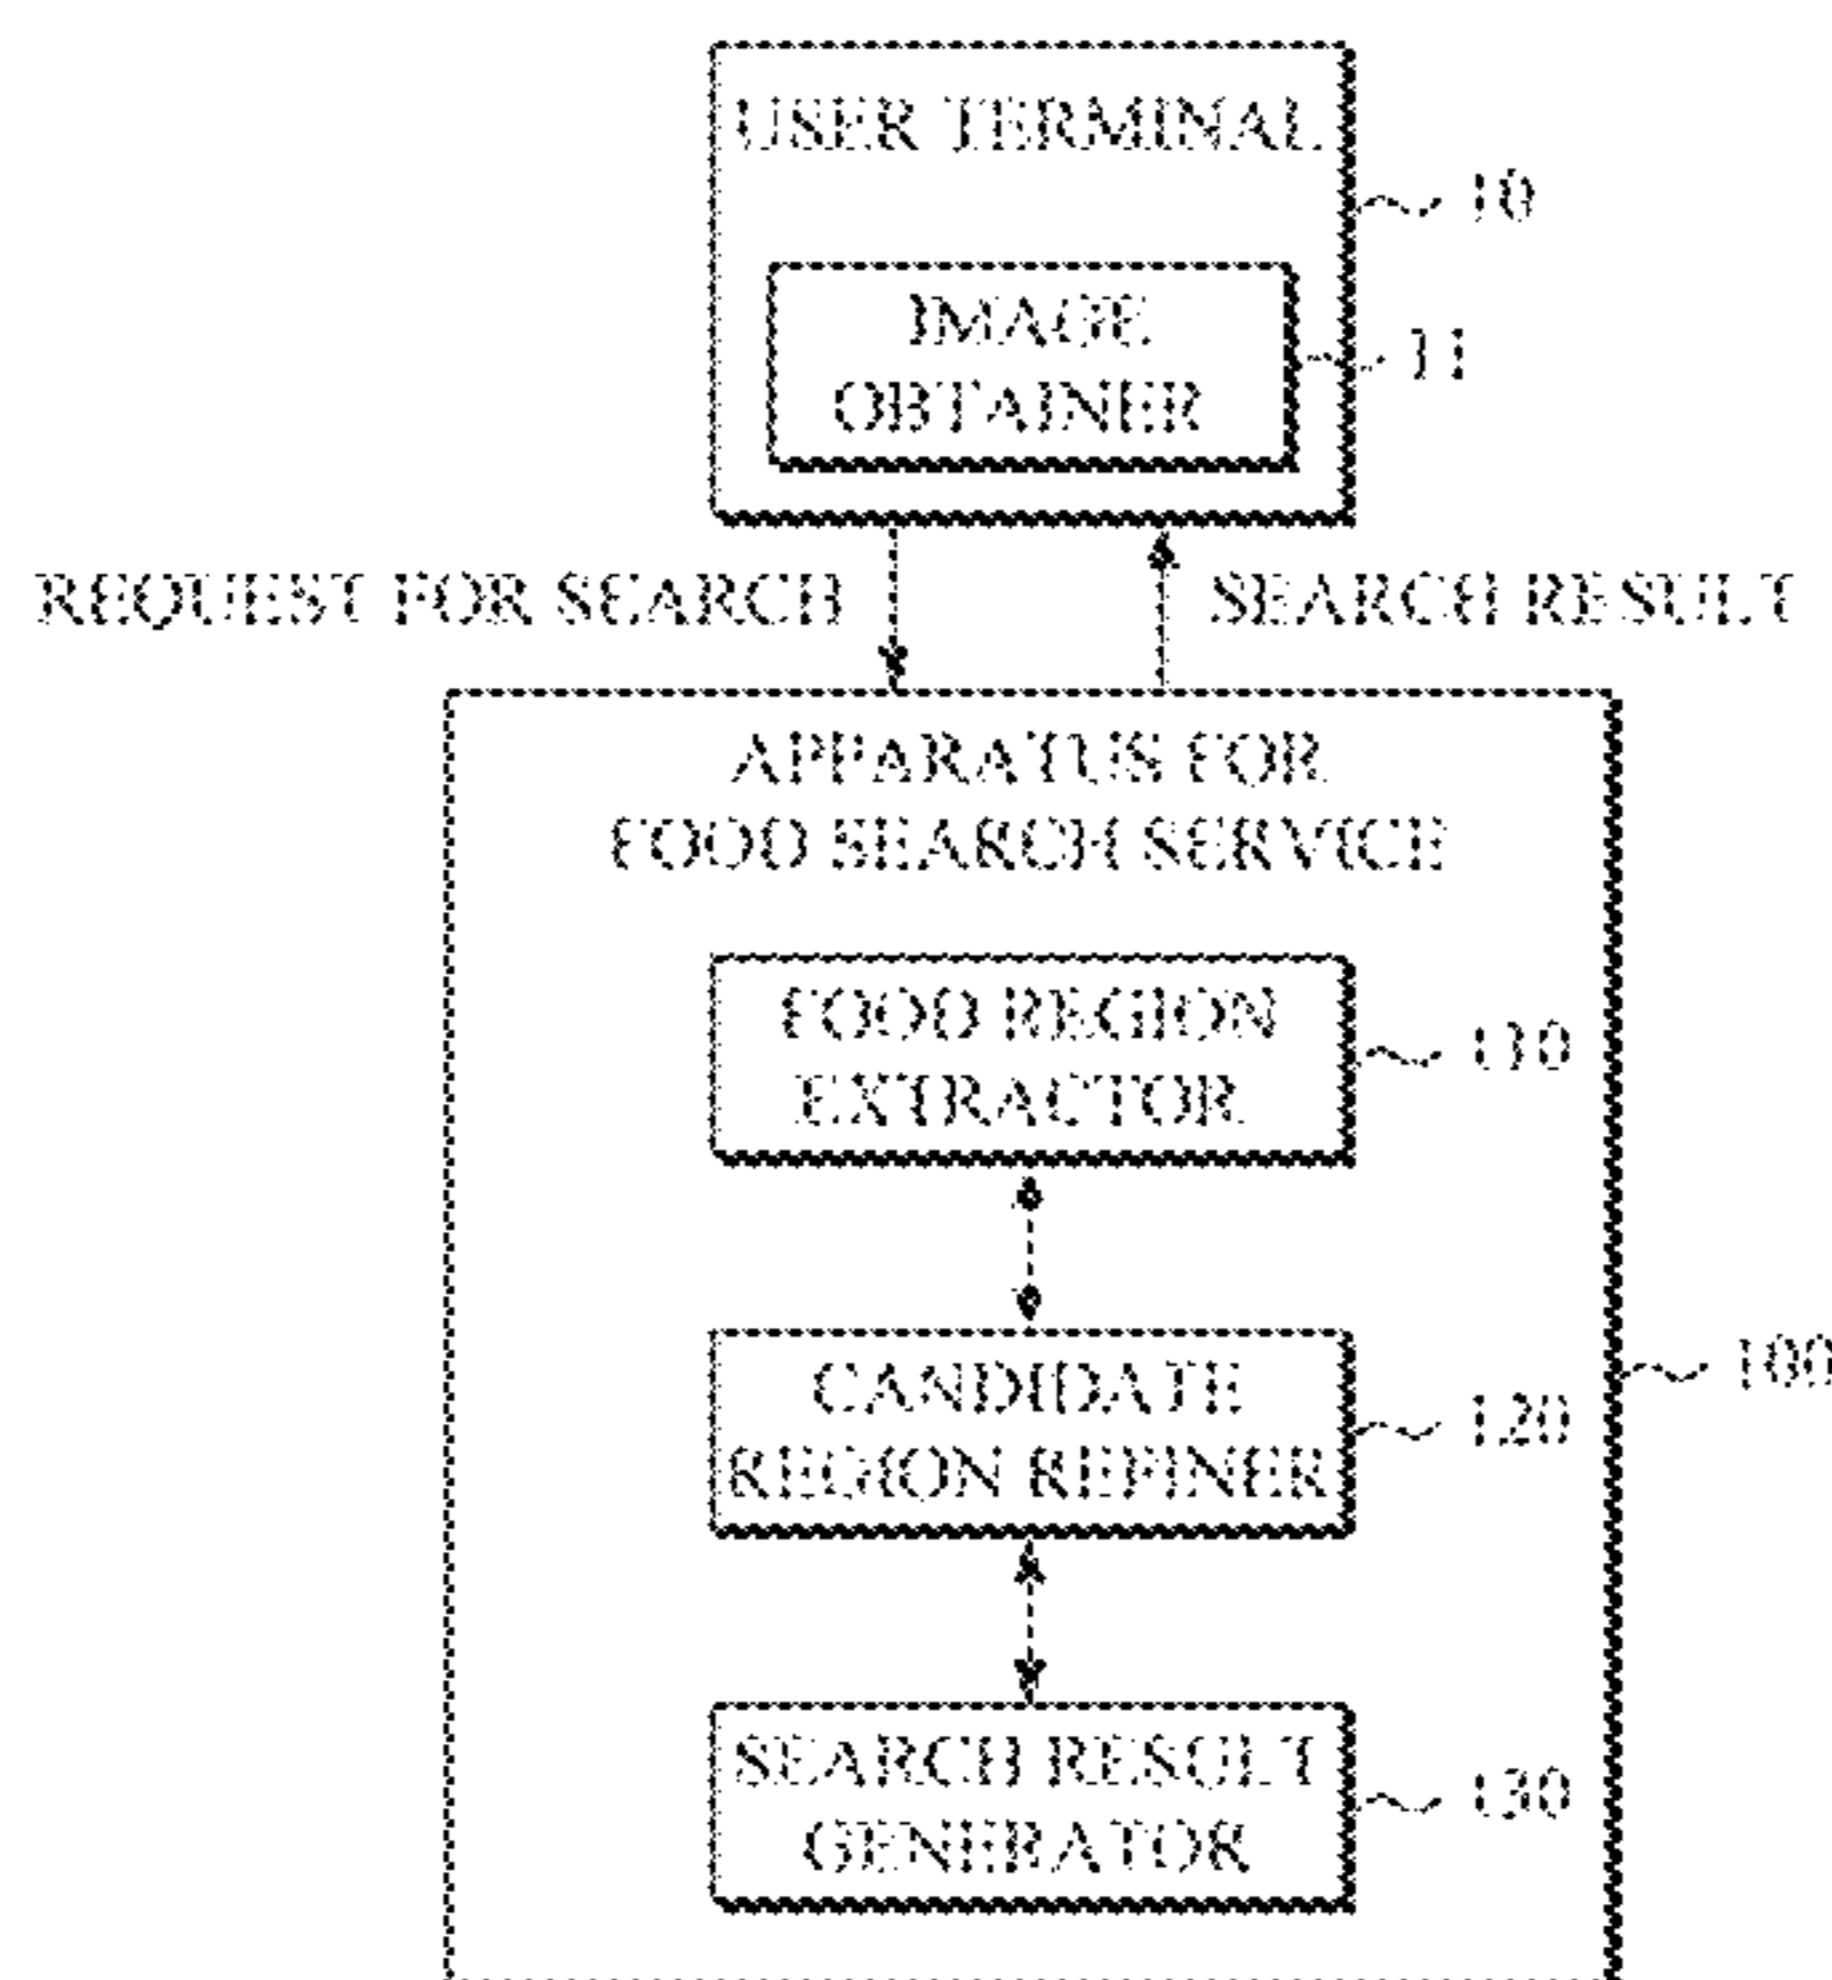 USER TERMINAL
10
IMAGE
OBTAINER
11
REQUEST FOR SEARCH
SEARCH RESULT
APPARATUS FOR
FOOD SEARCH SERVICE
FOOD REGION
EXTRACTOR
110
CANDIDATE
REGION REFINER
120
100
SEARCH RESULT
GENERATOR
130